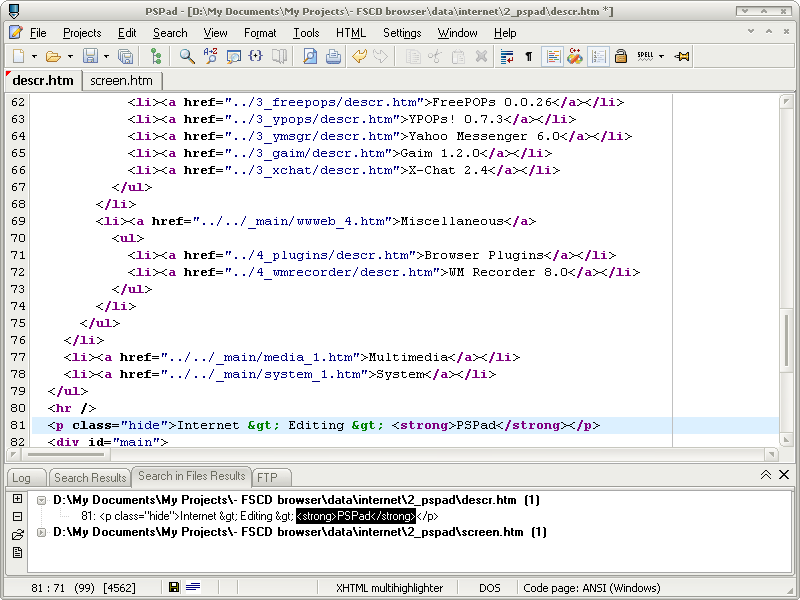 PSPad - [D:\My Documents\My Projects\- FSCD browser\data\internet\2_pspad\descr.htm *]
File Projects Edit Search View Format Tools HTML Settings Window Help
SPELL
descr.htm screen.htm
62 <li><a href="../3_freepops/descr.htm">FreePOPs 0.0.26</a></li>
63 <li><a href="../3_ypops/descr.htm">YPOPs! 0.7.3</a></li>
64 <li><a href="../3_ymsgr/descr.htm">Yahoo Messenger 6.0</a></li>
65 <li><a href="../3_gaim/descr.htm">Gaim 1.2.0</a></li>
66 <li><a href="../3_xchat/descr.htm">X-Chat 2.4</a></li>
67 </ul>
68 </li>
69 <li><a href="../../_main/wwweb_4.htm">Miscellaneous</a>
70 <ul>
71 <li><a href="../4_plugins/descr.htm">Browser Plugins</a></li>
72 <li><a href="../4_wmrecorder/descr.htm">WM Recorder 8.0</a></li>
73 </ul>
74 </li>
75 </ul>
76 </li>
77 <li><a href="../../_main/media_1.htm">Multimedia</a></li>
78 <li><a href="../../_main/system_1.htm">System</a></li>
79 </ul>
80 <hr />
81 <p class="hide">Internet &gt; Editing &gt; <strong>PSPad</strong></p>
82 <div id="main">
Log Search Results Search in Files Results FTP
D:\My Documents\My Projects\- FSCD browser\data\internet\2_pspad\descr.htm (1)
81: <p class="hide">Internet &gt; Editing &gt; <strong>PSPad</strong></p>
D:\My Documents\My Projects\- FSCD browser\data\internet\2_pspad\screen.htm (1)
81 : 71 (99) [4562] XHTML multihighlighter DOS Code page: ANSI (Windows)